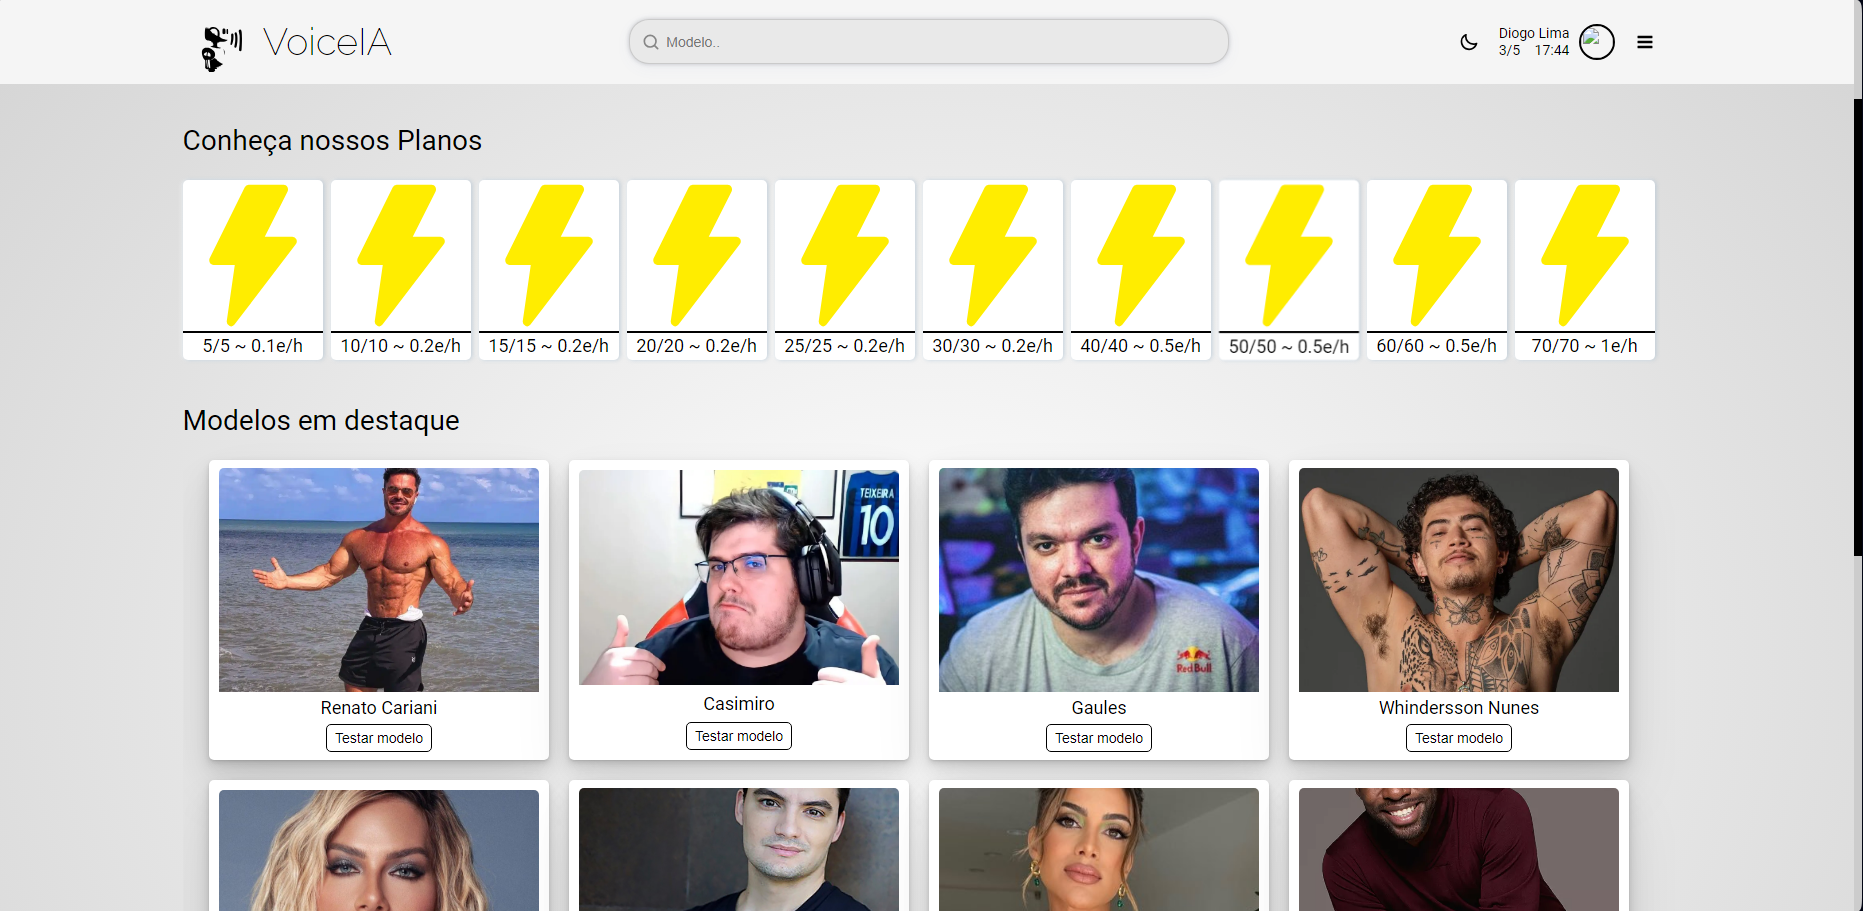 VoiceIA
Modelo..
Diogo Lima
3/5 17:44
Conheça nossos Planos
5/5 ~ 0.1e/h
10/10 ~ 0.2e/h
15/15 ~ 0.2e/h
20/20 ~ 0.2e/h
25/25 ~ 0.2e/h
30/30 ~ 0.2e/h
40/40 ~ 0.5e/h
50/50 ~ 0.5e/h
60/60 ~ 0.5e/h
70/70 ~ 1e/h
Modelos em destaque
TEIXEIRA
10
Red Bull
Renato Cariani
Casimiro
Gaules
Whindersson Nunes
Testar modelo
Testar modelo
Testar modelo
Testar modelo